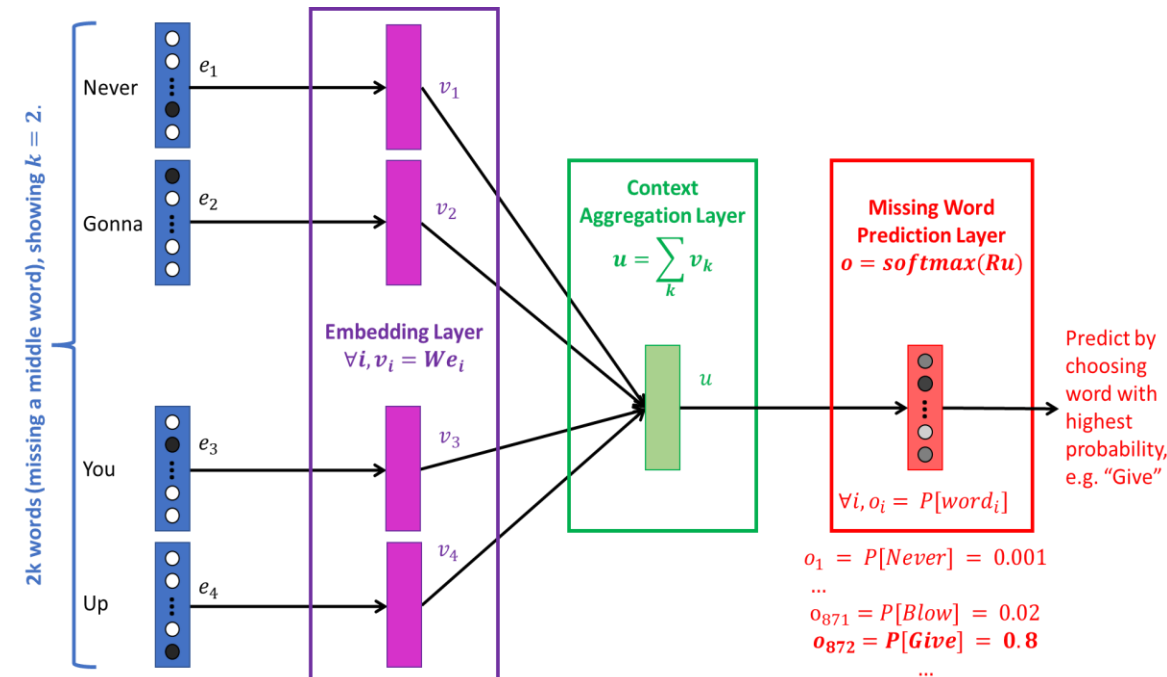 2k words (missing a middle word), showing k = 2.
Never
e₁
v₁
Gonna
e₂
v₂
You
e₃
v₃
Up
e₄
v₄
Embedding Layer
∀i, vᵢ = Weᵢ
Context
Aggregation Layer
u = ∑ₖ vₖ
u
Missing Word
Prediction Layer
o = softmax(Ru)
∀i, oᵢ = P[wordᵢ]
o₁ = P[Never] = 0.001
...
o₈₇₁ = P[Blow] = 0.02
o₈₇₂ = P[Give] = 0.8
...
Predict by
choosing
word with
highest
probability,
e.g. “Give”